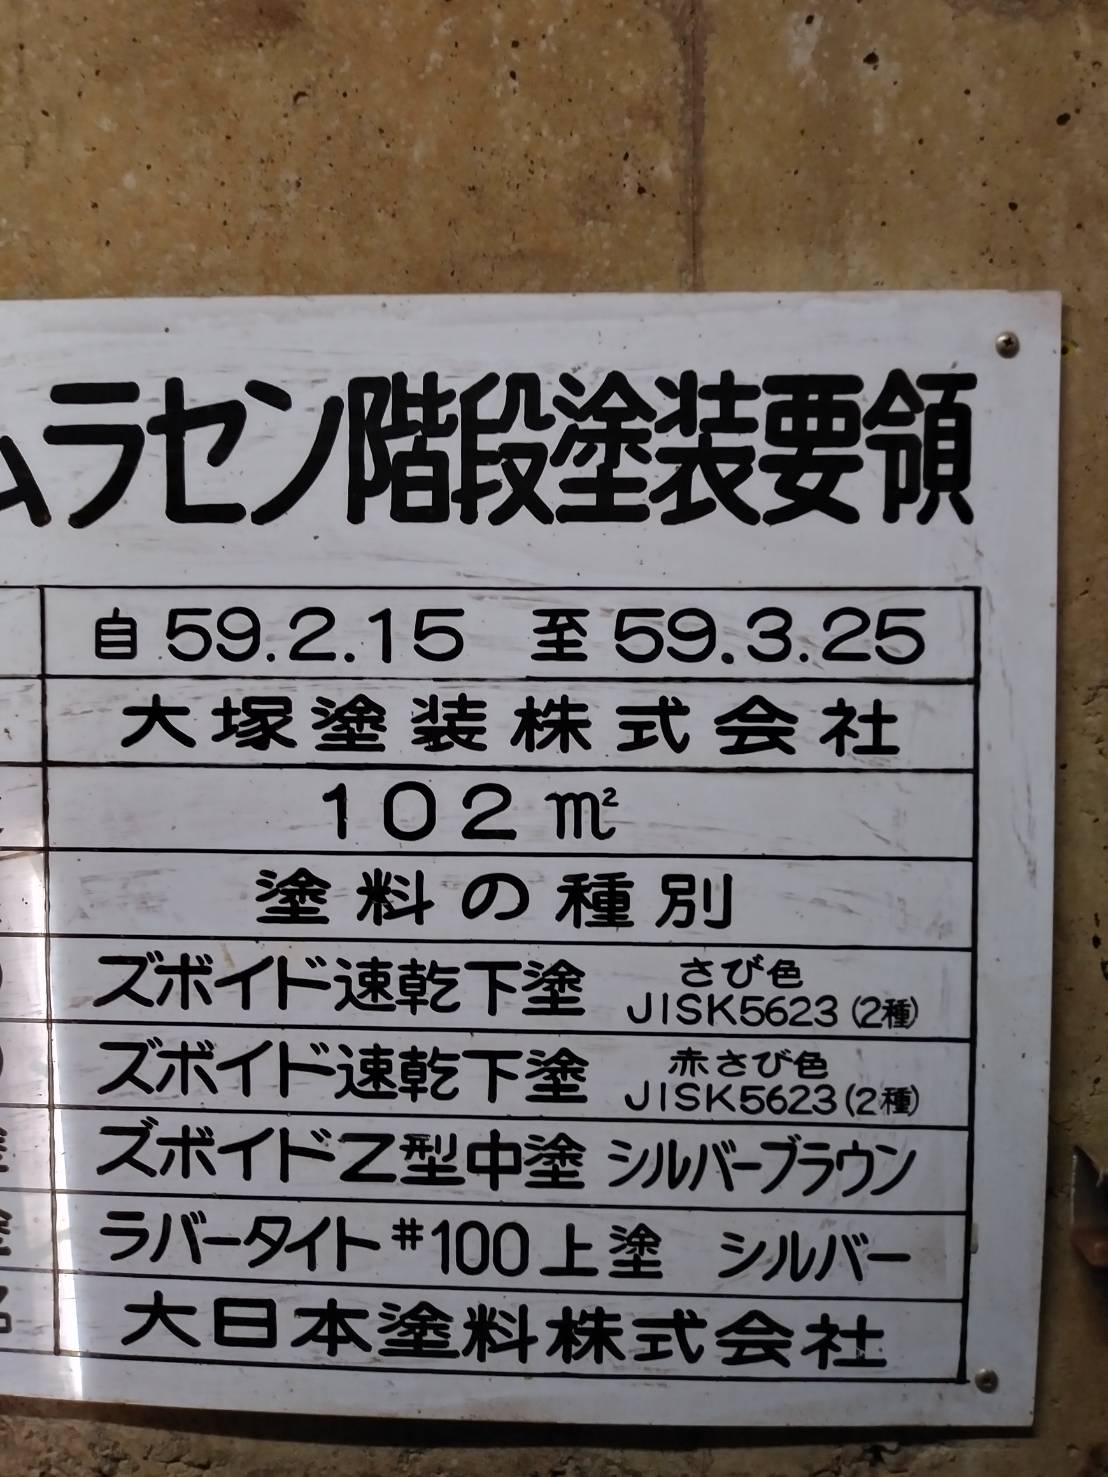 ムラセン階段塗装要領
自 59.2.15 至 59.3.25
大塚塗装株式会社
102㎡
塗料の種別
ズボイド速乾下塗 さび色 JISK5623(2種)
ズボイド速乾下塗 赤さび色 JISK5623(2種)
塗 ズボイドZ型中塗 シルバーブラウン
塗 ラバータイト#100上塗 シルバー
名 大日本塗料株式会社